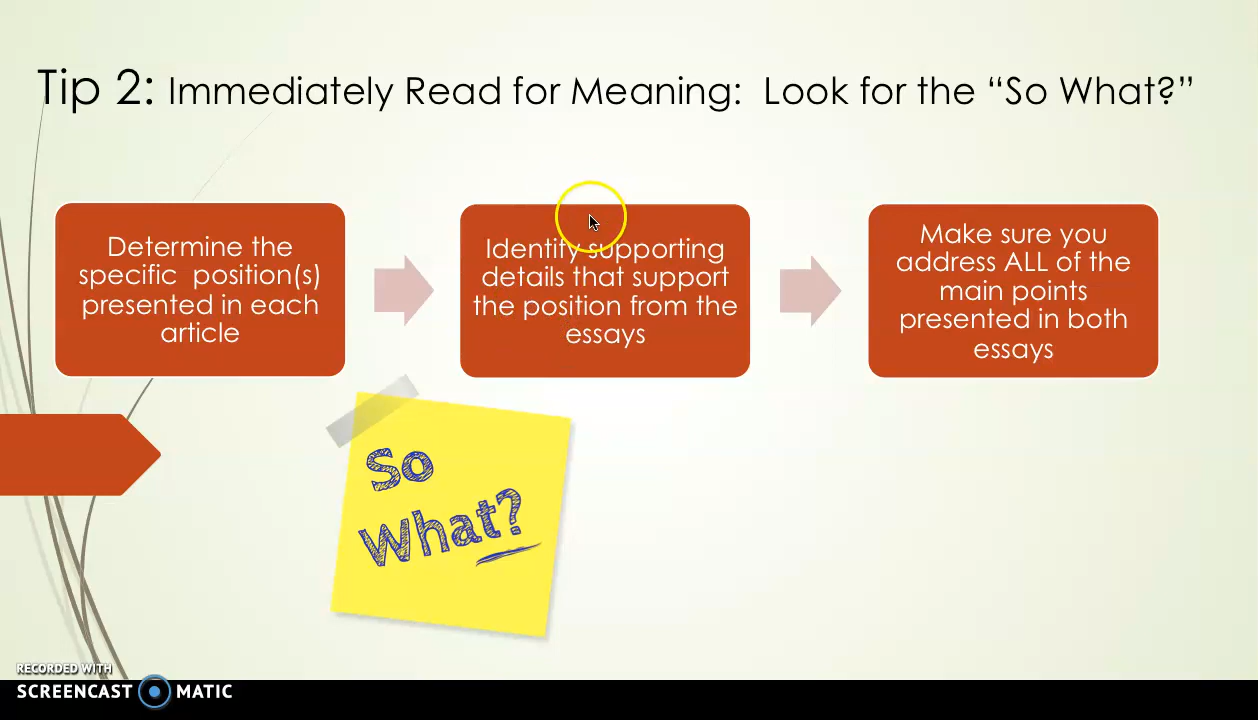 Tip 2: Immediately Read for Meaning: Look for the “So What?”
Determine the
specific position(s)
presented in each
article
Identify supporting
details that support
the position from the
essays
Make sure you
address ALL of the
main points
presented in both
essays
So
What?
RECORDED WITH
SCREENCAST MATIC